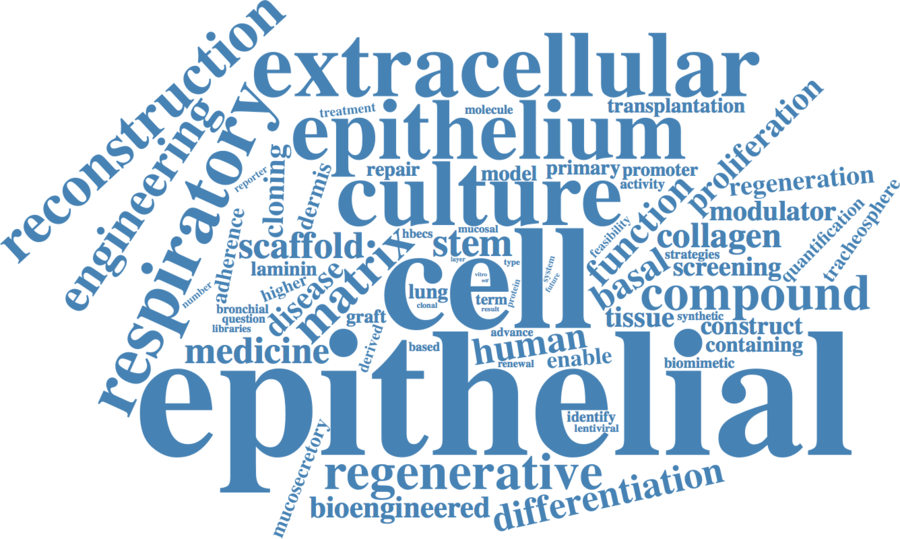 reconstruction
extracellular
engineering
respiratory
treatment
molecule
transplantation
epithelium
proliferation
reporter
cloning
dermis
repair
model
primary
promoter
activity
culture
regeneration
modulator
quantification
tracheosphere
adherence
scaffold
hbecs
mucosal
stem
feasibility
function
collagen
laminin
matrix
layer
type
strategies
screening
basal
number
higher
disease
cell
vitro
self
system
future
lung
term
protein
compound
bronchial
question
libraries
graft
clonal
result
tissue
synthetic
construct
medicine
derived
based
advance
human
renewal
enable
containing
biomimetic
epithelial
identify
lentiviral
mucosecretory
regenerative
bioengineered
differentiation